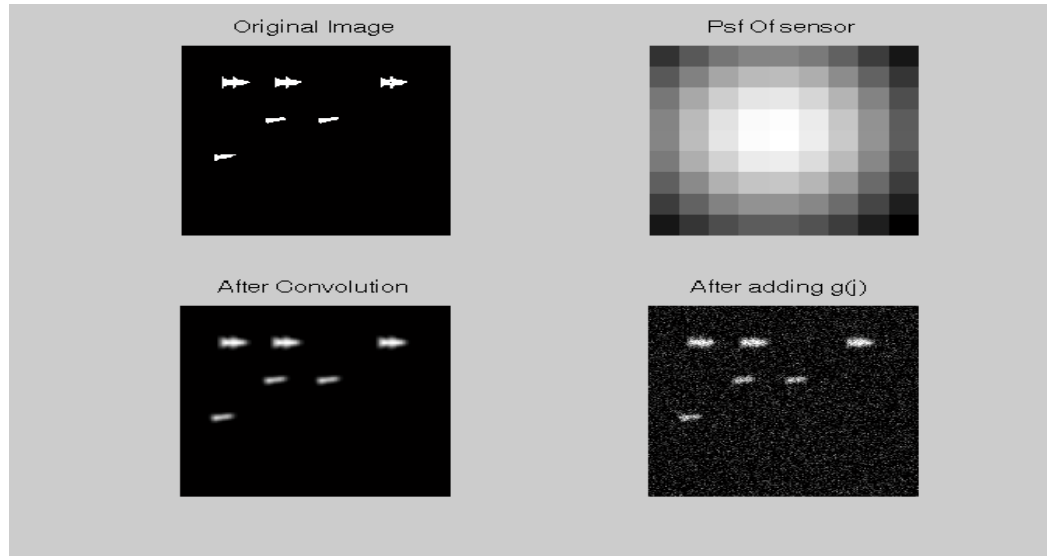 Original Image
Psf Of sensor
After Convolution
After adding g(j)